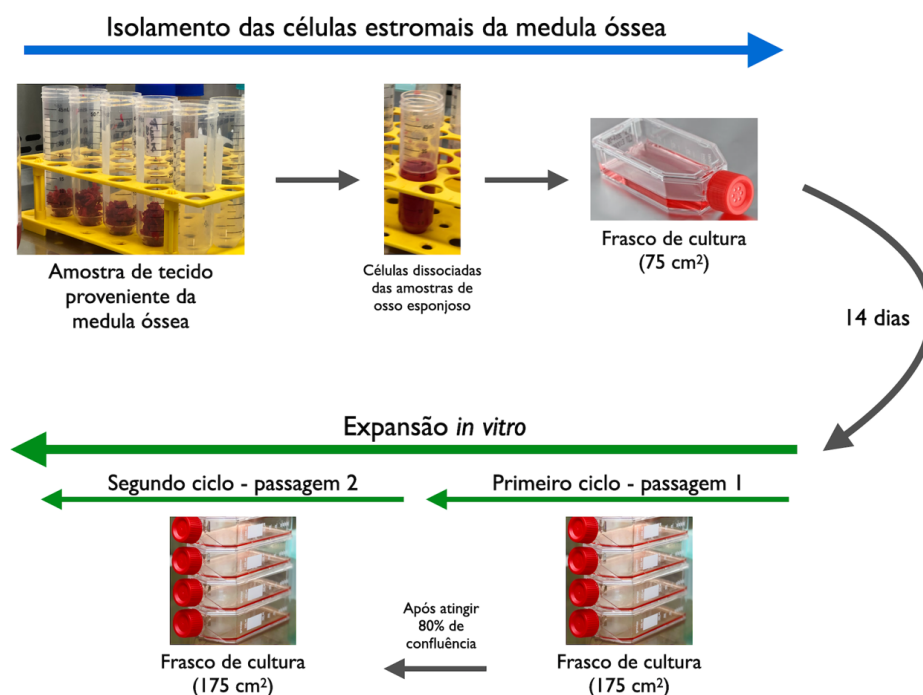 Isolamento das células estromais da medula óssea
Amostra de tecido
proveniente da
medula óssea
Células dissociadas
das amostras de
osso esponjoso
Frasco de cultura
(75 cm²)
14 dias
Expansão in vitro
Segundo ciclo - passagem 2
Primeiro ciclo - passagem 1
Após atingir
80% de
confluência
Frasco de cultura
(175 cm²)
Frasco de cultura
(175 cm²)